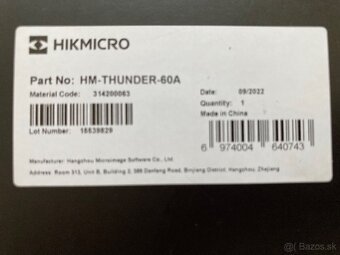 HIKMICRO
Part No: HM-THUNDER-60A
Material Code: 314200063
Date: 09/2022
Quantity: 1
Made in China
Lot Number: 15639829
6 974004 640743
Manufacturer: Hangzhou Microimage Software Co., Ltd.
Address: Room 313, Unit B, Building 2, 399 Danfeng Road, Binjiang District, Hangzhou, Zhejiang
Bazos.sk